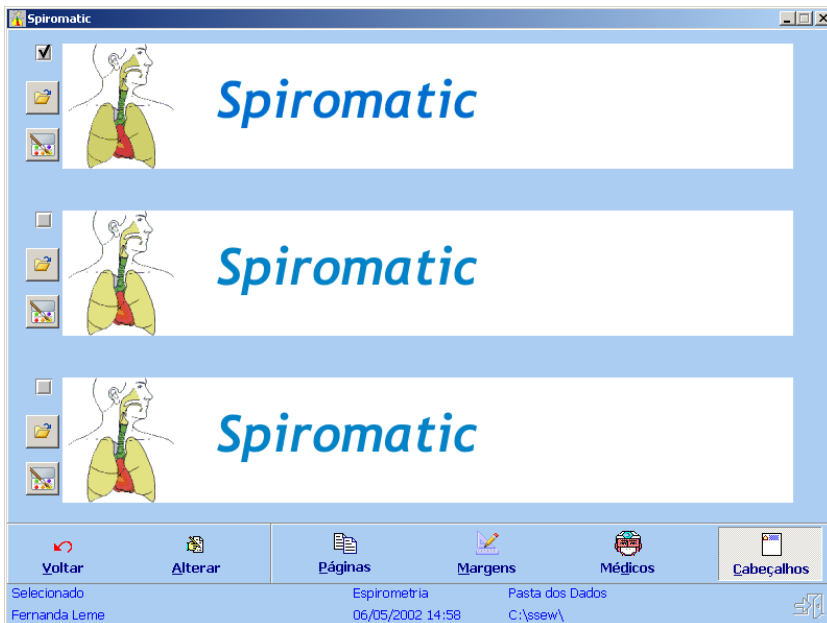 Spiromatic
Spiromatic
Spiromatic
Spiromatic
Voltar Alterar Páginas Margens Médicos Cabeçalhos
Selecionado Espirometria Pasta dos Dados
Fernanda Leme 06/05/2002 14:58 C:\ssew\